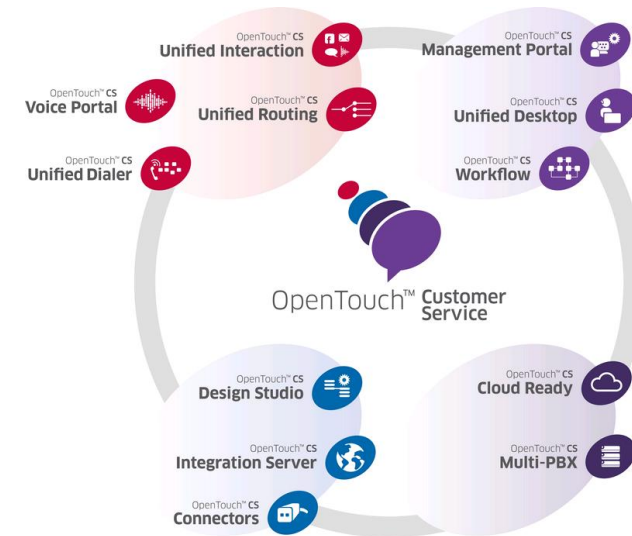 OpenTouch™ CS
Unified Interaction
OpenTouch™ CS
Voice Portal
OpenTouch™ CS
Unified Routing
OpenTouch™ CS
Unified Dialer
OpenTouch™ CS
Management Portal
OpenTouch™ CS
Unified Desktop
OpenTouch™ CS
Workflow
OpenTouch™ Customer
Service
OpenTouch™ CS
Design Studio
OpenTouch™ CS
Integration Server
OpenTouch™ CS
Connectors
OpenTouch™ CS
Cloud Ready
OpenTouch™ CS
Multi-PBX